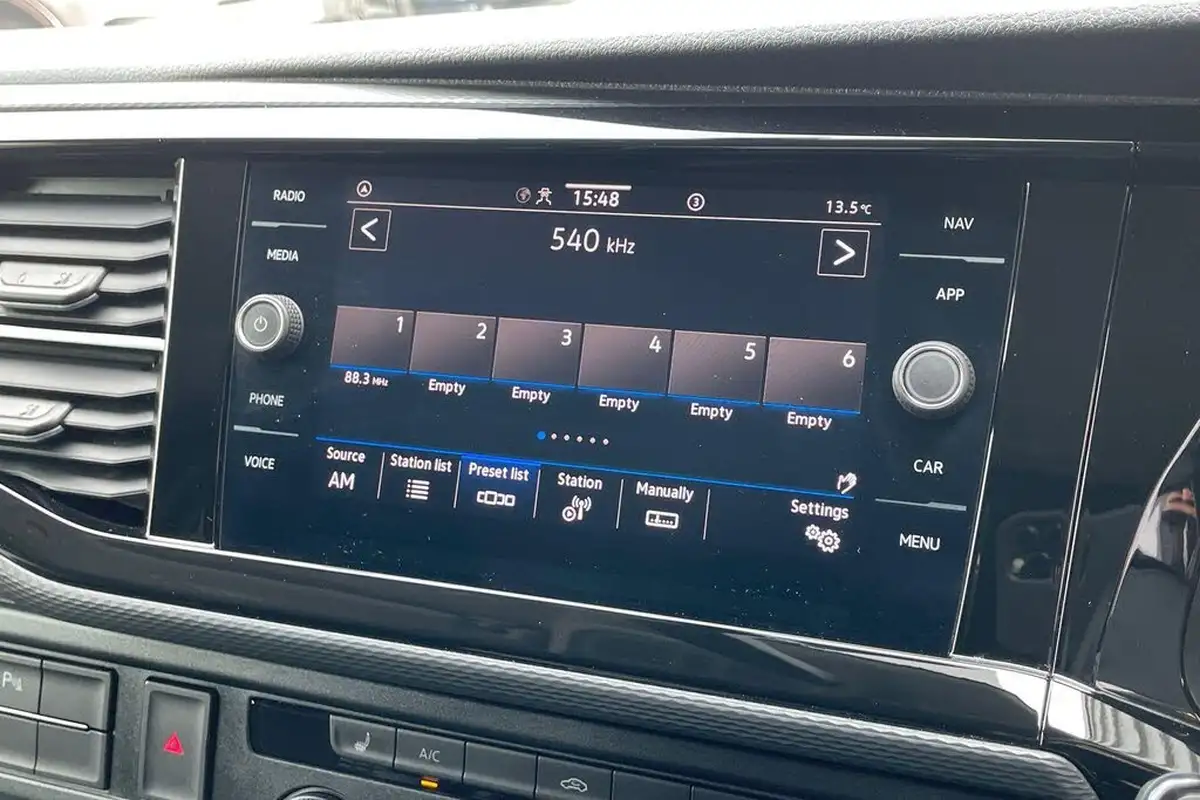 RADIO
MEDIA
PHONE
VOICE
A
15:48
3
13.5°C
<
540 kHz
>
1
2
3
4
5
6
88.3 MHz
Empty
Empty
Empty
Empty
Empty
Source
AM
Station list
Preset list
Station
Manually
Settings
NAV
APP
CAR
MENU
A/C